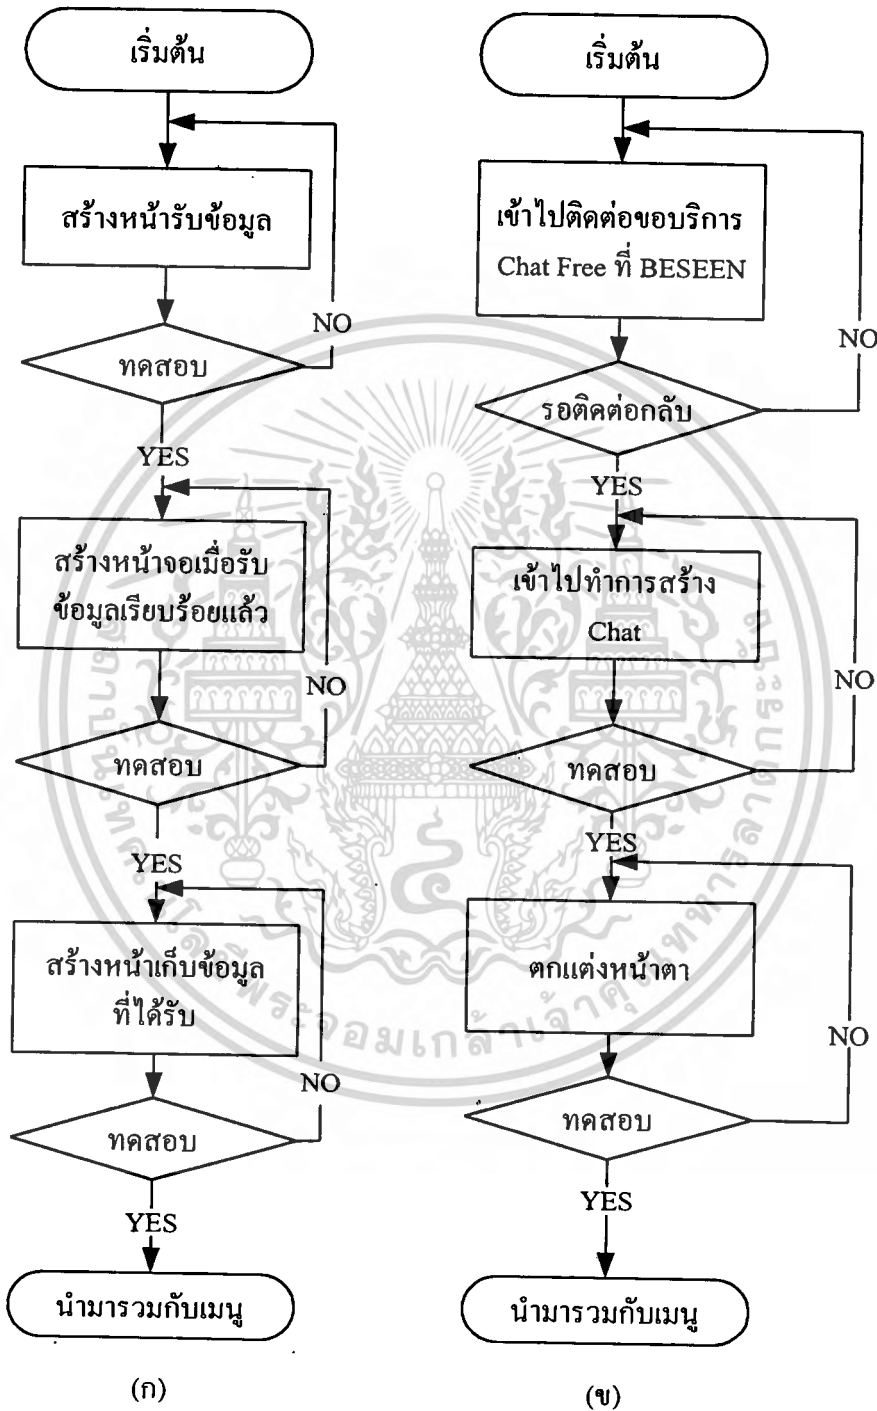 เริ่มต้น
สร้างหน้ารับข้อมูล
NO
ทดสอบ
YES
สร้างหน้าจอเมื่อรับ
ข้อมูลเรียบร้อยแล้ว
NO
ทดสอบ
YES
สร้างหน้าเก็บข้อมูล
ที่ได้รับ
NO
ทดสอบ
YES
นำมารวมกับเมนู
(ก)
เริ่มต้น
เข้าไปติดต่อขอบริการ
Chat Free ที่ BESEEN
NO
รอติดต่อกลับ
YES
เข้าไปทำการสร้าง
Chat
NO
ทดสอบ
YES
ตกแต่งหน้าตา
NO
ทดสอบ
YES
นำมารวมกับเมนู
(ข)